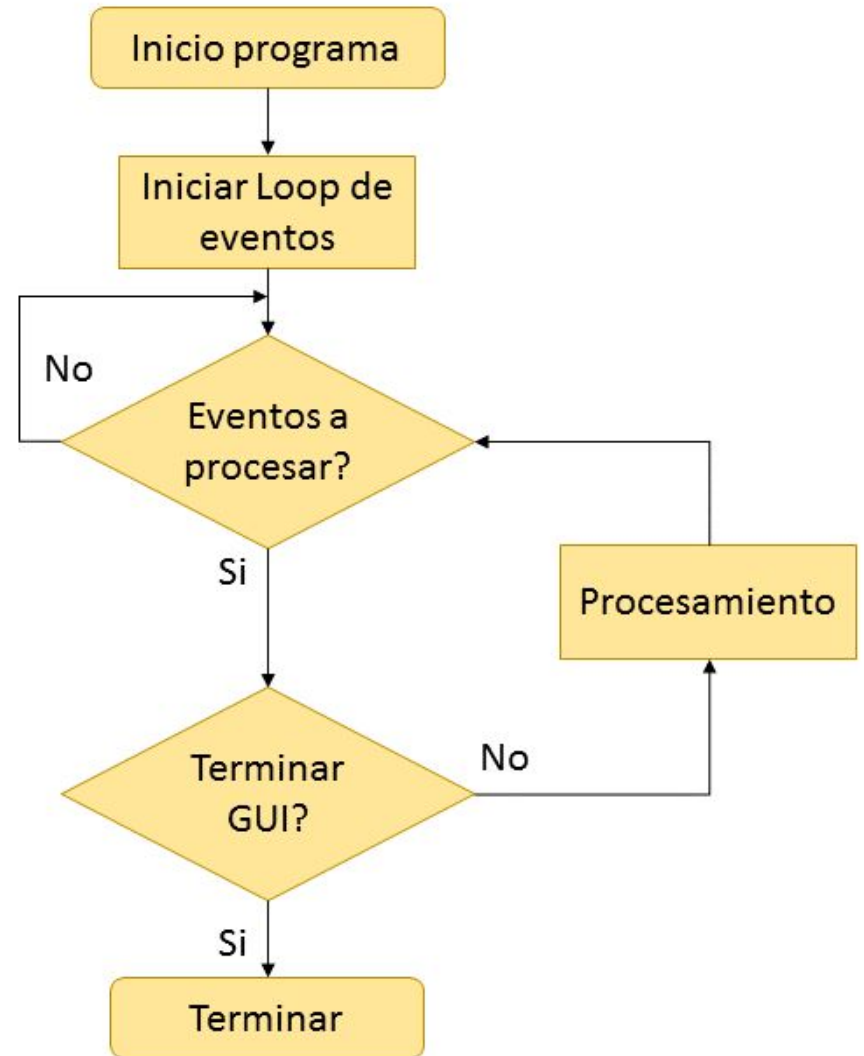 Inicio programa
Iniciar Loop de
eventos
No
Eventos a
procesar?
Si
Procesamiento
Terminar
GUI?
No
Si
Terminar